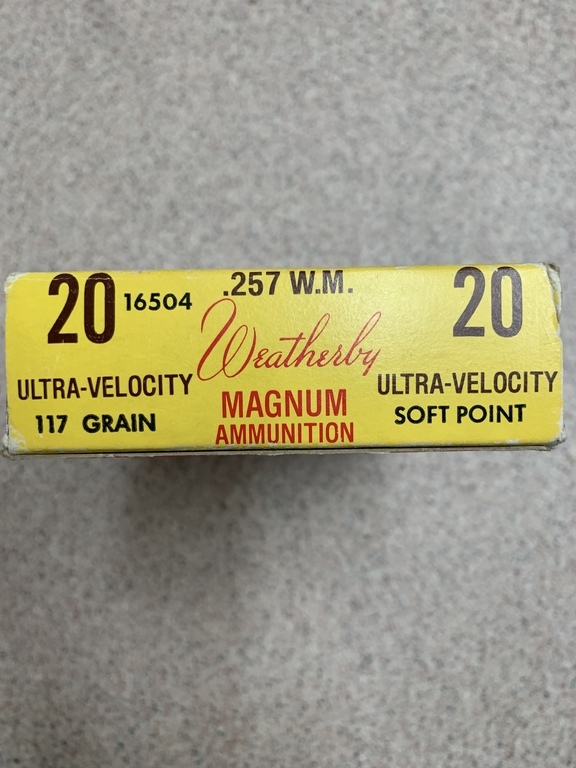 20 16504 .257 W.M. 20
Weatherby
ULTRA-VELOCITY MAGNUM ULTRA-VELOCITY
117 GRAIN AMMUNITION SOFT POINT